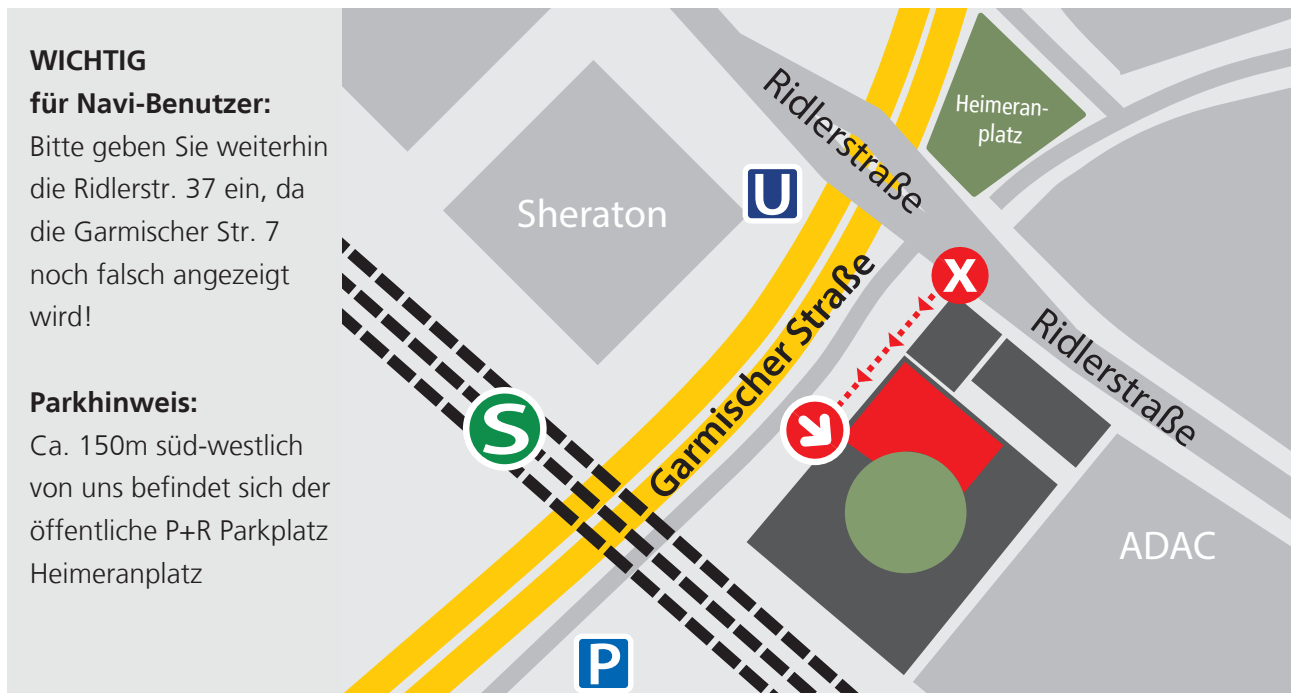 WICHTIG
für Navi-Benutzer:
Bitte geben Sie weiterhin
die Ridlerstr. 37 ein, da
die Garmischer Str. 7
noch falsch angezeigt
wird!
Parkhinweis:
Ca. 150m süd-westlich
von uns befindet sich der
öffentliche P+R Parkplatz
Heimeranplatz
Ridlerstraße
Heimeran-
platz
U
Sheraton
X
Garmischer Straße
Ridlerstraße
S
ADAC
P